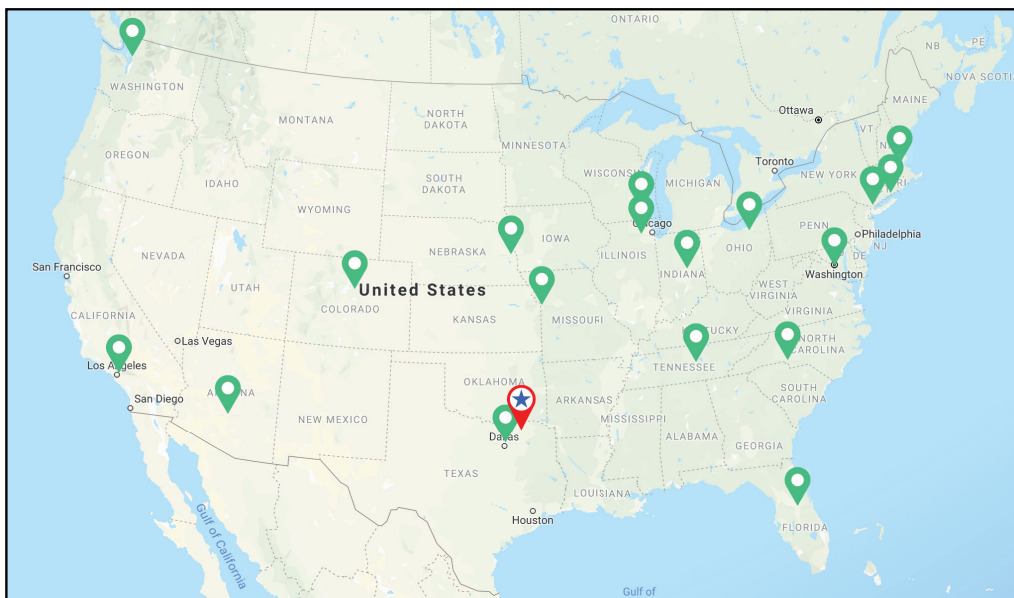 ONTARIO
NB
PE
NOVA SCOTI
WASHINGTON
MAINE
MONTANA
NORTH
DAKOTA
Ottawa
VT
MINNESOTA
OREGON
Toronto
WISCONSIN
MICHIGAN
NEW YORK
SOUTH
DAKOTA
IDAHO
RI
WYOMING
Chicago
PENN
Philadelphia
NJ
IOWA
NEBRASKA
OHIO
NEVADA
ILLINOIS
DE
San Francisco
INDIANA
Washington
UTAH
WEST
VIRGINIA
United States
COLORADO
VIRGINIA
CALIFORNIA
KANSAS
MISSOURI
KENTUCKY
Las Vegas
NORTH
CAROLINA
Los Angeles
TENNESSEE
OKLAHOMA
ARIZONA
SOUTH
CAROLINA
San Diego
ARKANSAS
NEW MEXICO
MISSISSIPPI
Dallas
ALABAMA
GEORGIA
TEXAS
LOUISIANA
Houston
FLORIDA
Gulf of California
Gulf of